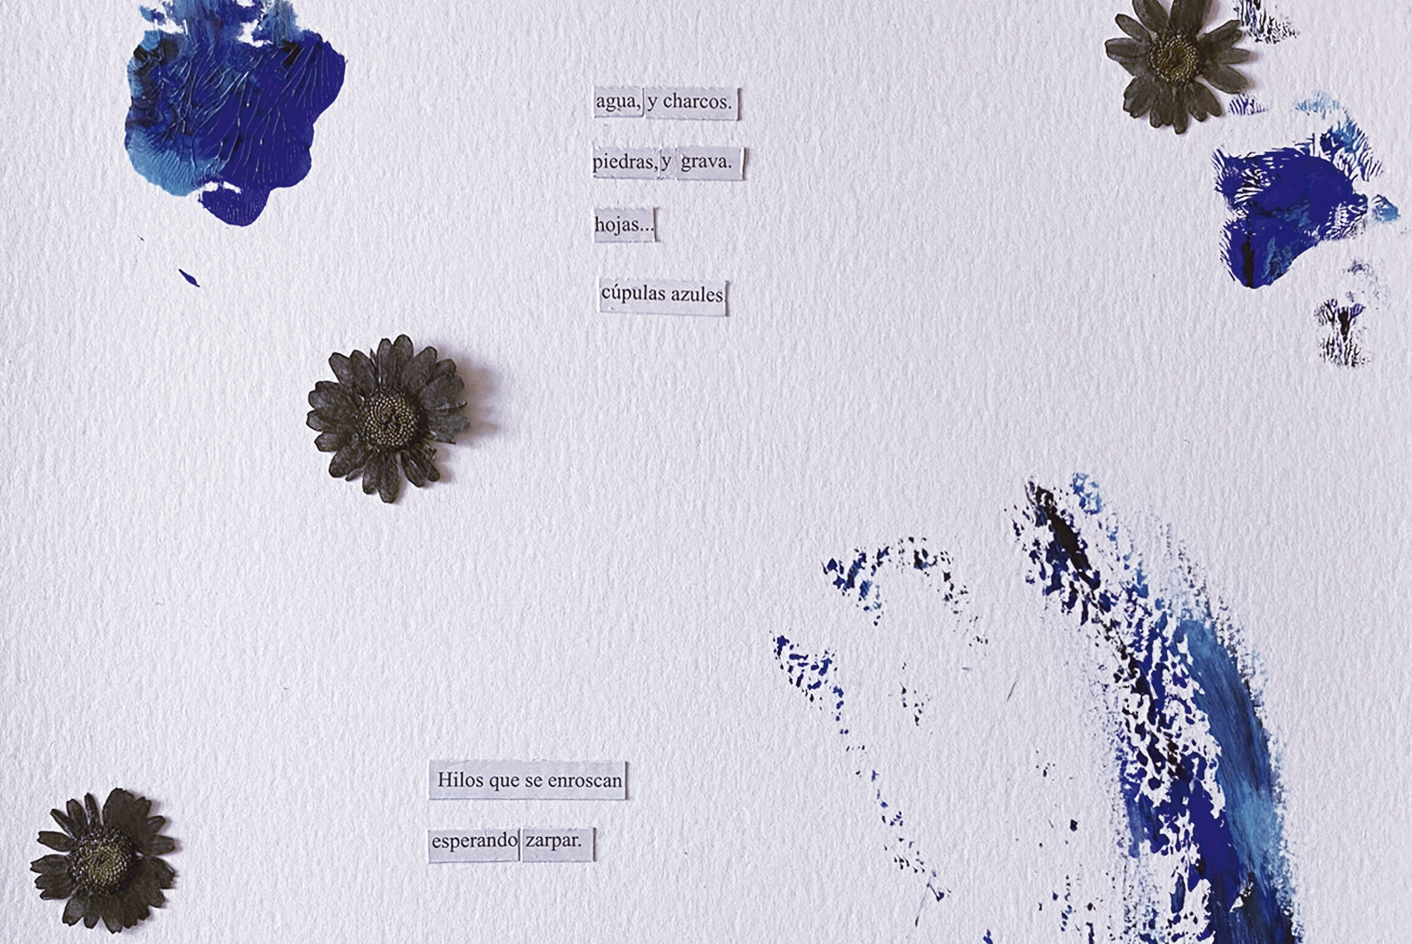 agua, y charcos.
piedras, y grava.
hojas...
cúpulas azules
Hilos que se enroscan
esperando zarpar.